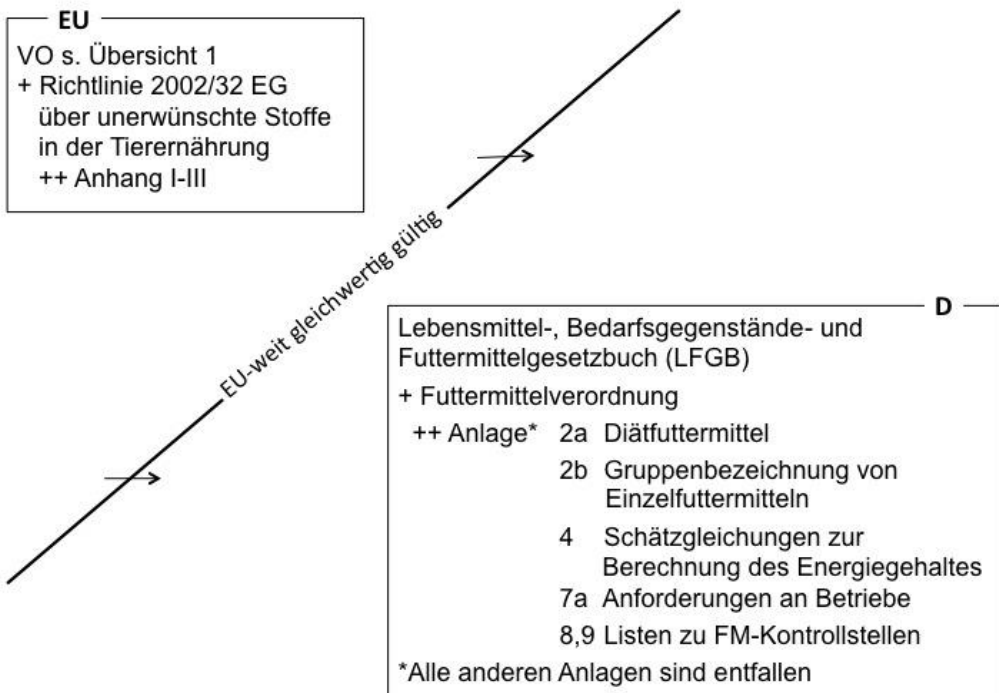 EU
VO s. Übersicht 1
+ Richtlinie 2002/32 EG
über unerwünschte Stoffe
in der Tierernährung
++ Anhang I-III
EU-weit gleichwertig gültig
D
Lebensmittel-, Bedarfsgegenstände- und
Futtermittelgesetzbuch (LFGB)
+ Futtermittelverordnung
++ Anlage* 2a Diätfuttermittel
2b Gruppenbezeichnung von
Einzelfuttermitteln
4 Schätzgleichungen zur
Berechnung des Energiegehaltes
7a Anforderungen an Betriebe
8,9 Listen zu FM-Kontrollstellen
*Alle anderen Anlagen sind entfallen